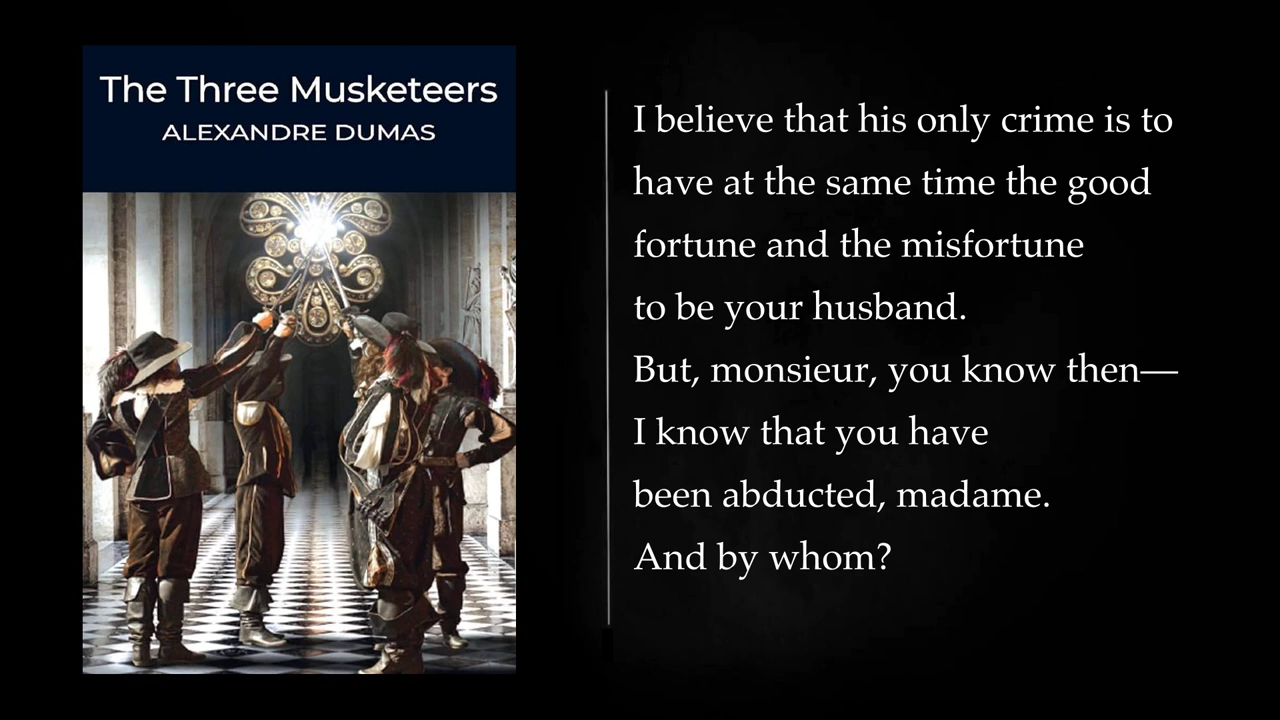 The Three Musketeers
ALEXANDRE DUMAS
I believe that his only crime is to
have at the same time the good
fortune and the misfortune
to be your husband.
But, monsieur, you know then—
I know that you have
been abducted, madame.
And by whom?